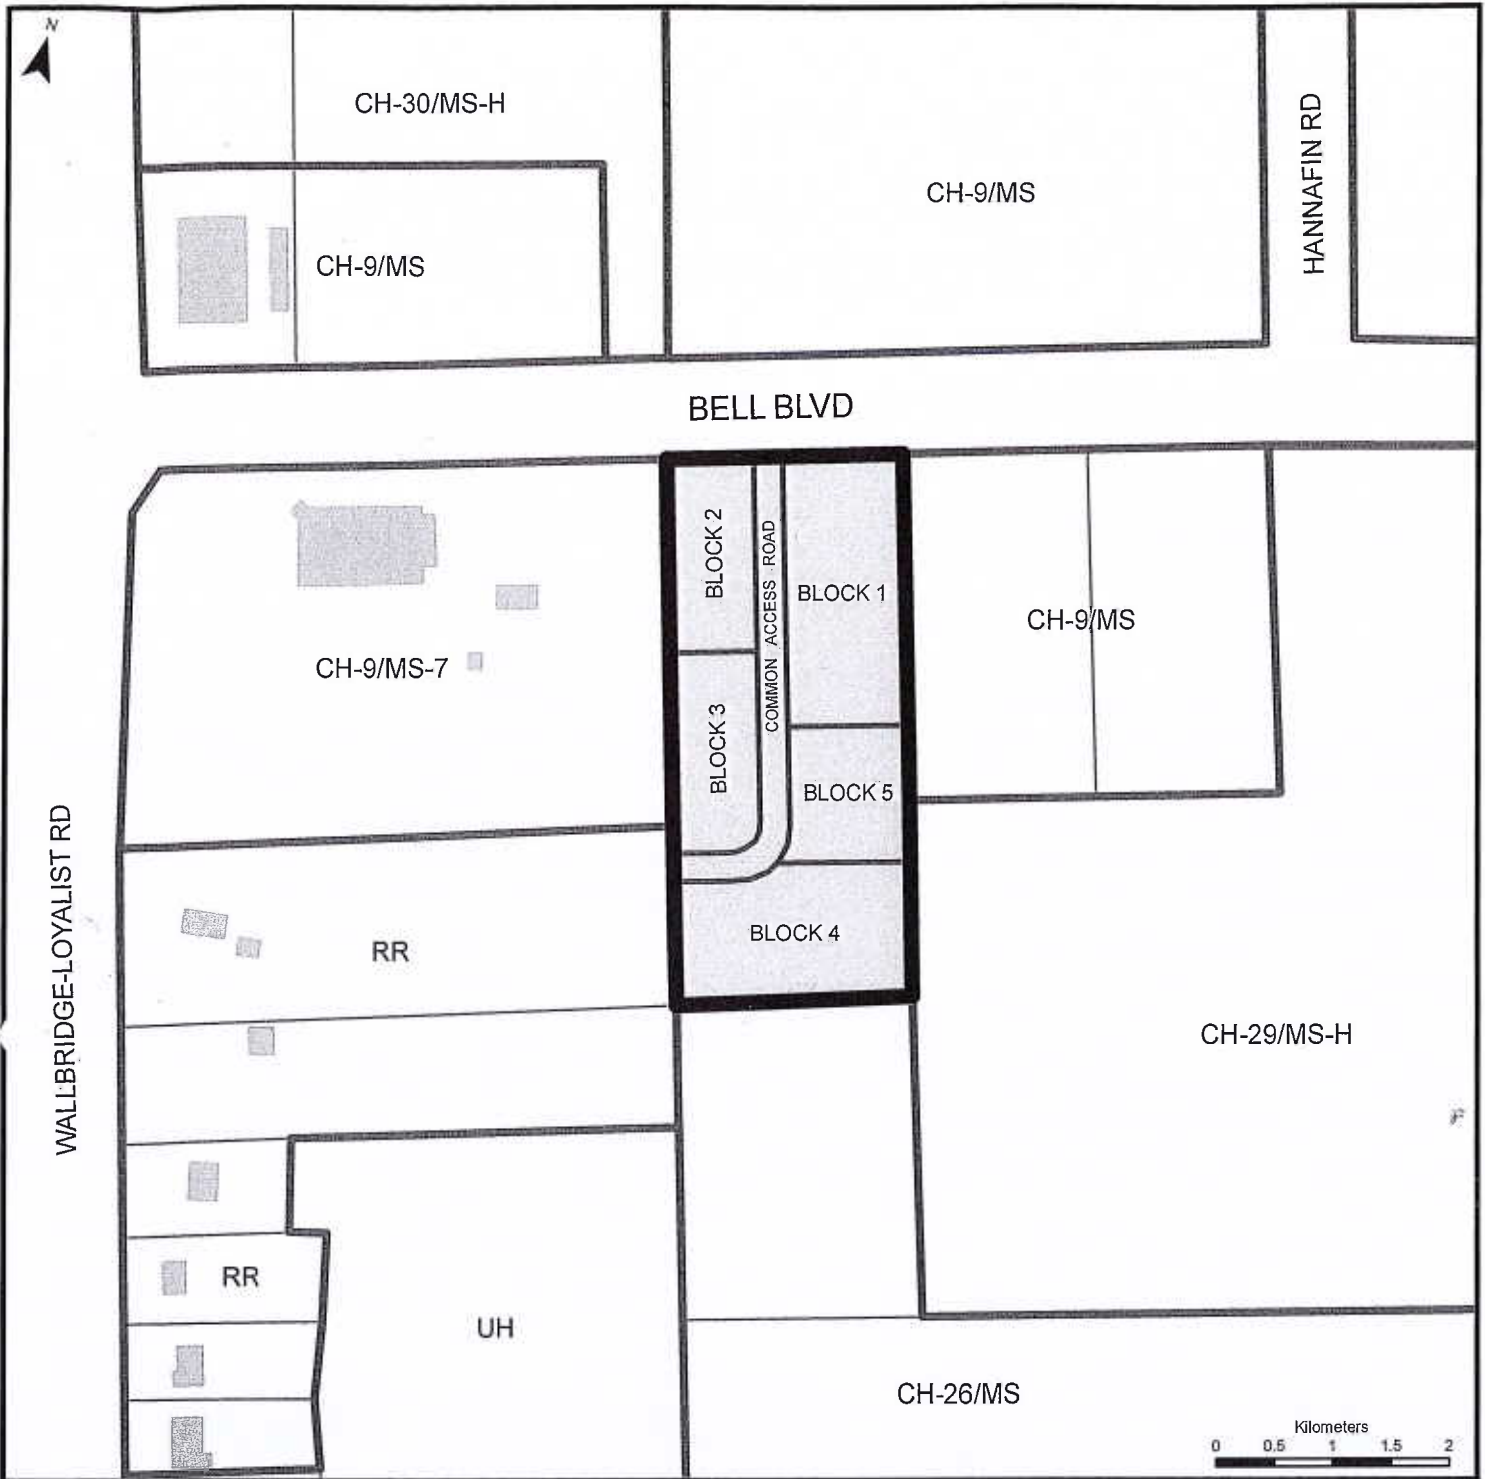 N
CH-30/MS-H
CH-9/MS
HANNAFIN RD
CH-9/MS
BELL BLVD
BLOCK 2
COMMON ACCESS ROAD
BLOCK 1
CH-9/MS
CH-9/MS-7
BLOCK 3
BLOCK 5
WALLBRIDGE-LOYALIST RD
RR
BLOCK 4
CH-29/MS-H
RR
UH
CH-26/MS
Kilometers
0 0.5 1 1.5 2